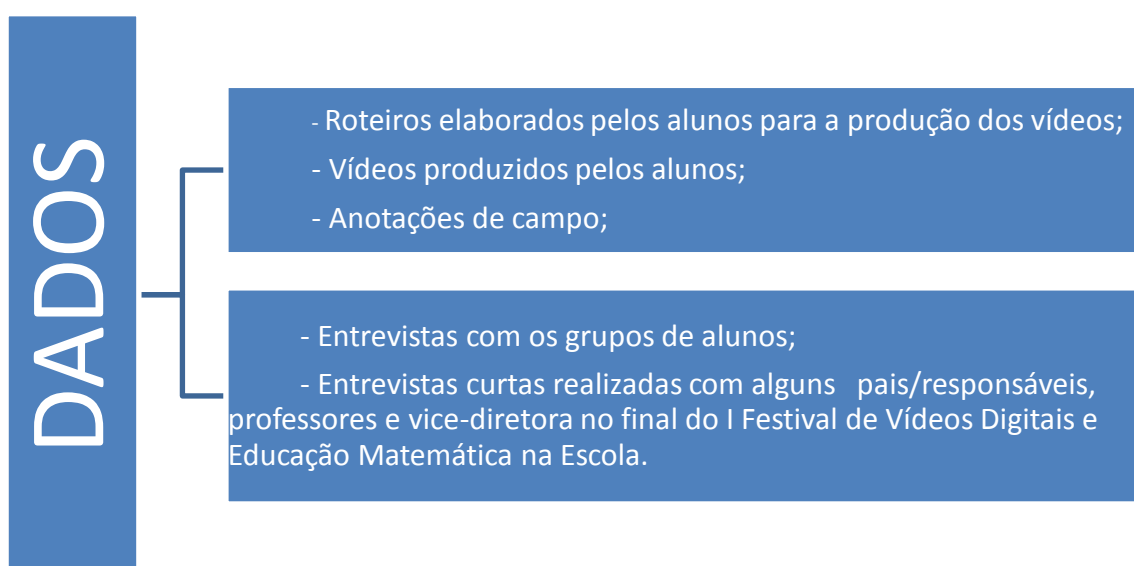 DADOS
- Roteiros elaborados pelos alunos para a produção dos vídeos;
- Vídeos produzidos pelos alunos;
- Anotações de campo;
- Entrevistas com os grupos de alunos;
- Entrevistas curtas realizadas com alguns pais/responsáveis,
professores e vice-diretora no final do I Festival de Vídeos Digitais e
Educação Matemática na Escola.